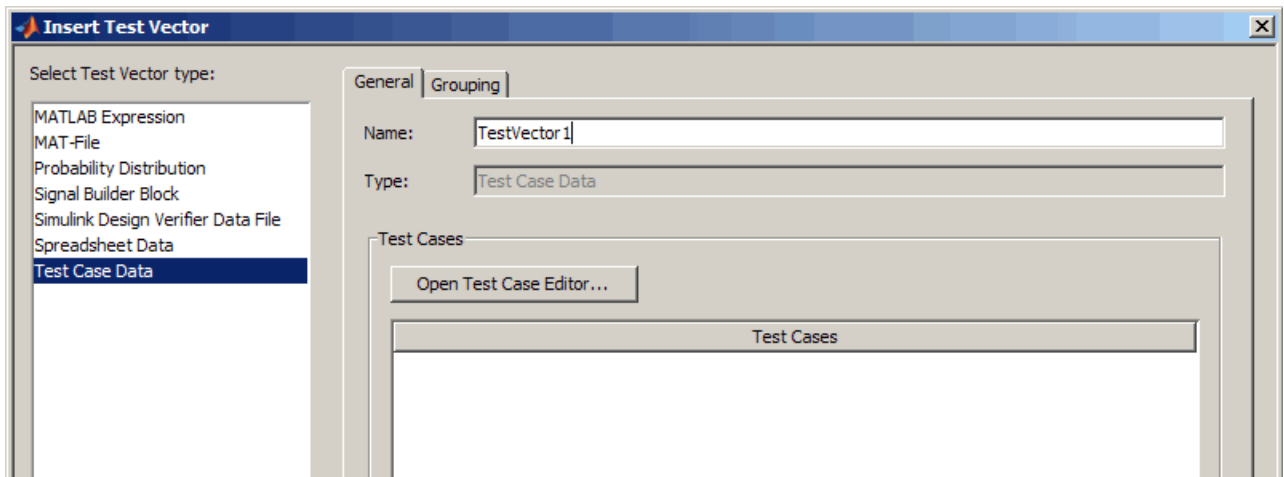 Insert Test Vector
Select Test Vector type:
MATLAB Expression
MAT-File
Probability Distribution
Signal Builder Block
Simulink Design Verifier Data File
Spreadsheet Data
Test Case Data
General Grouping
Name: TestVector1
Type: Test Case Data
Test Cases
Open Test Case Editor...
Test Cases